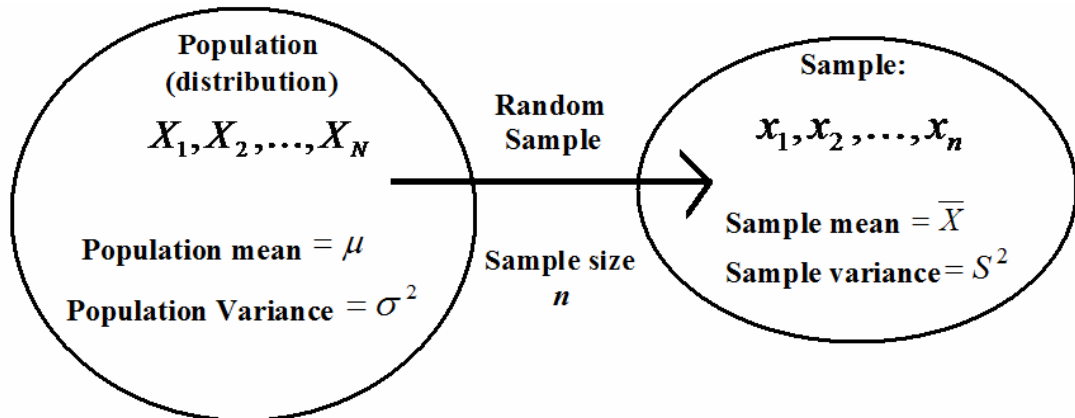 Population
(distribution)
X₁, X₂,..., X_N
Population mean = μ
Population Variance = σ²
Random
Sample
Sample size
n
Sample:
x₁, x₂,..., xₙ
Sample mean = X̅
Sample variance = S²